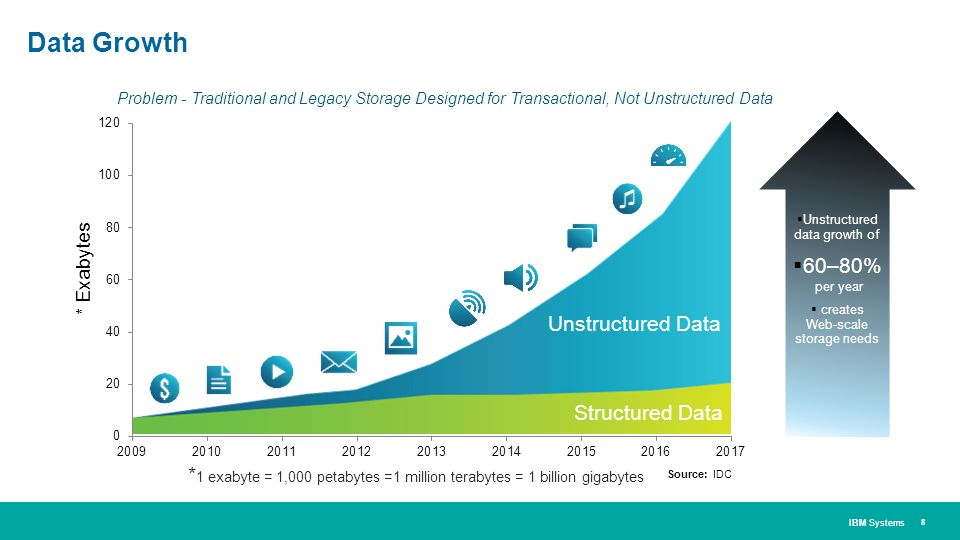 Data Growth
Problem - Traditional and Legacy Storage Designed for Transactional, Not Unstructured Data
120
100
80
60
40
20
0
* Exabytes
$
Unstructured Data
Structured Data
2009 2010 2011 2012 2013 2014 2015 2016 2017
*1 exabyte = 1,000 petabytes =1 million terabytes = 1 billion gigabytes
Source: IDC
▪Unstructured
data growth of
▪60–80%
per year
▪ creates
Web-scale
storage needs
IBM Systems | 8